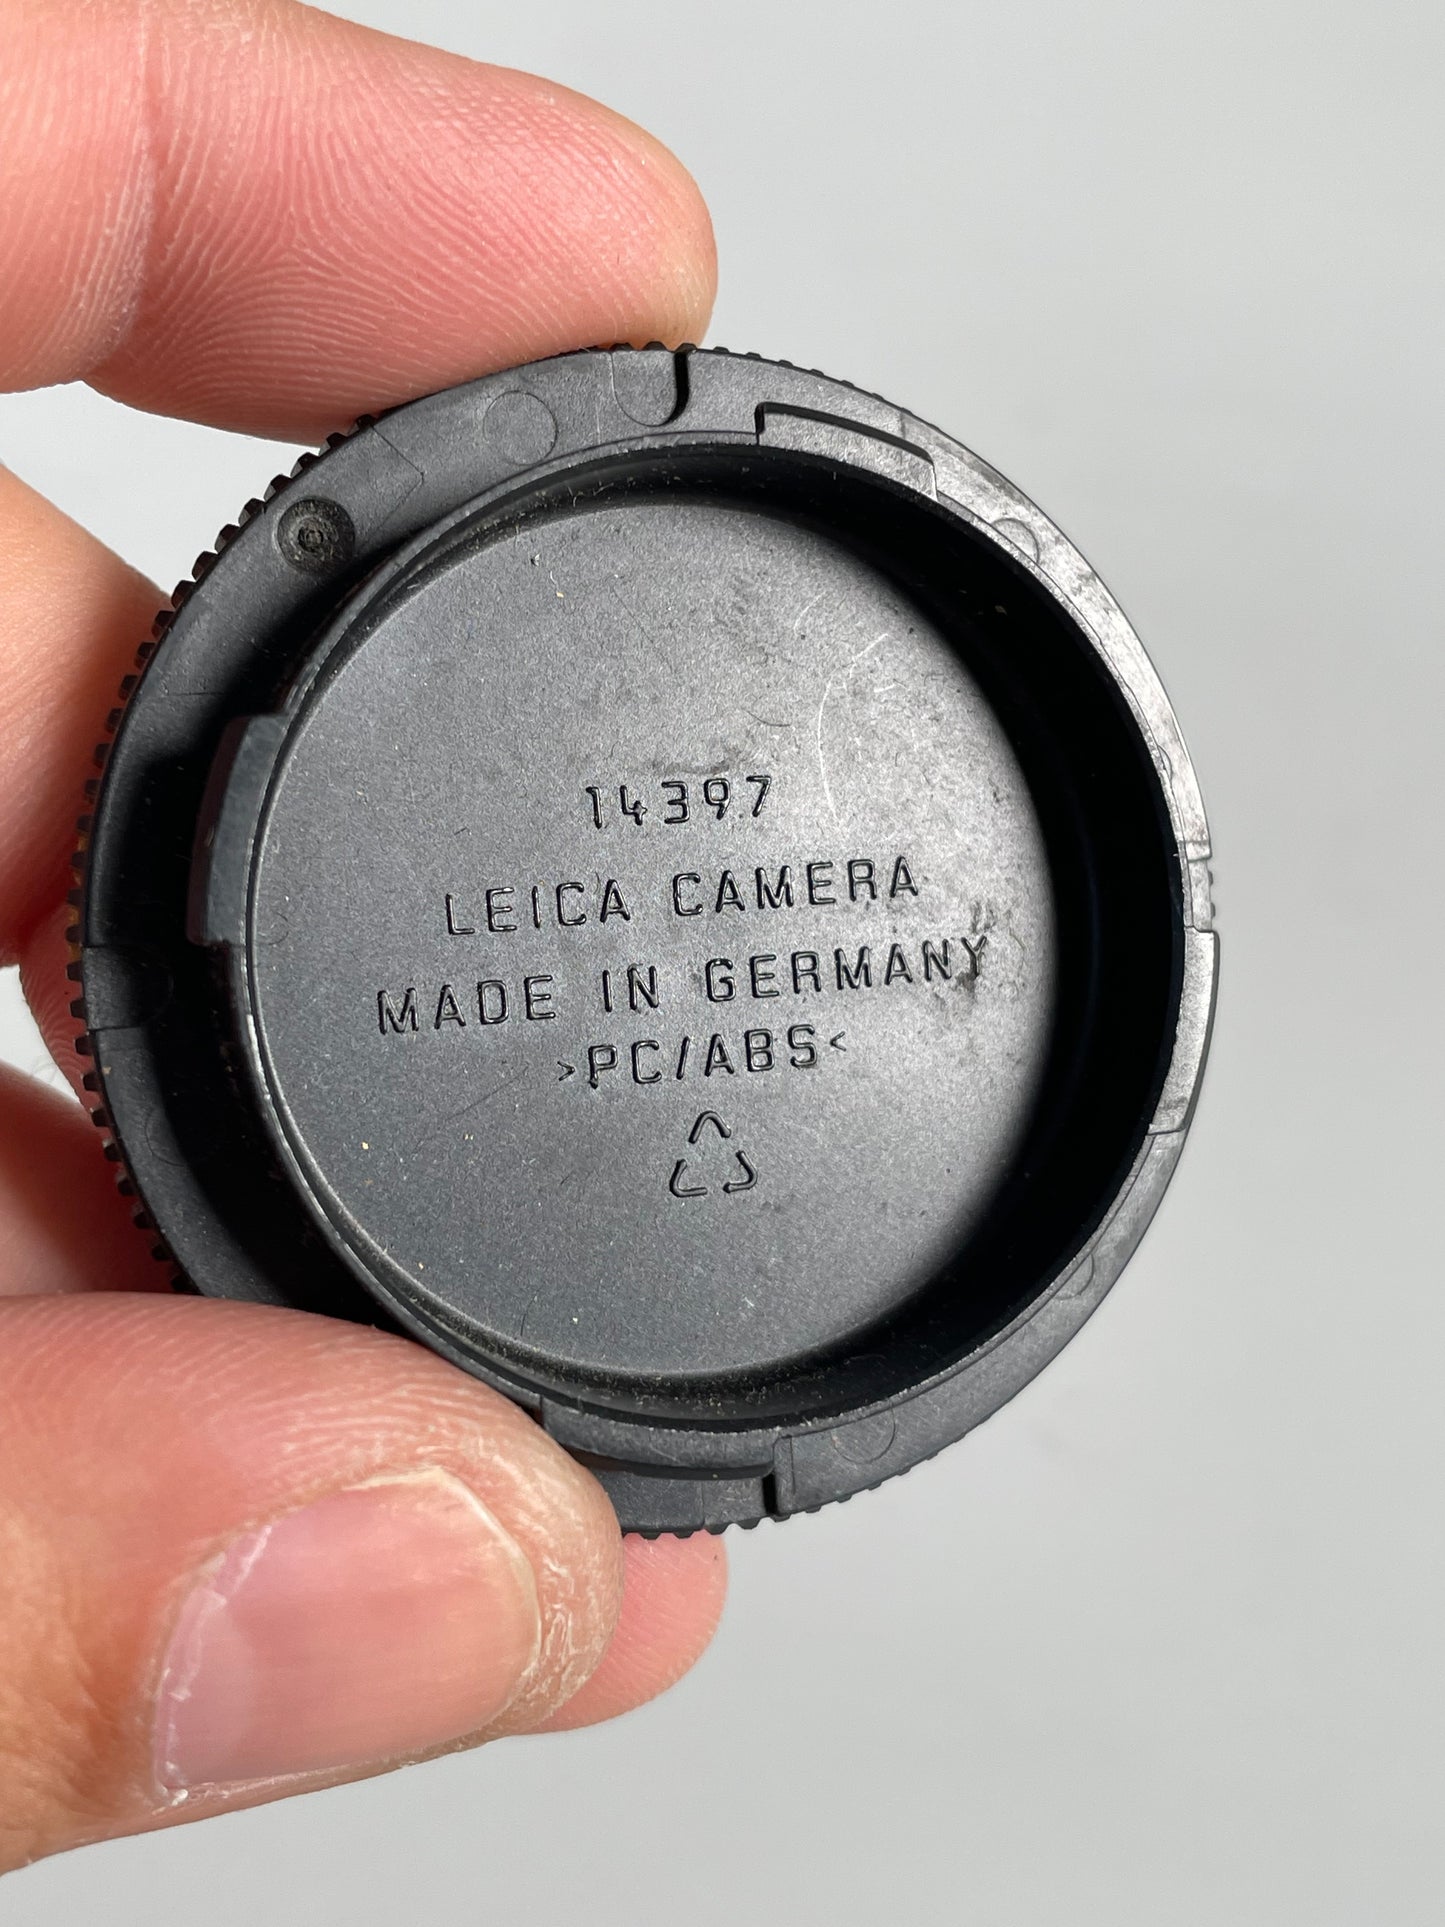 14397
LEICA CAMERA
MADE IN GERMANY
>PC/ABS<